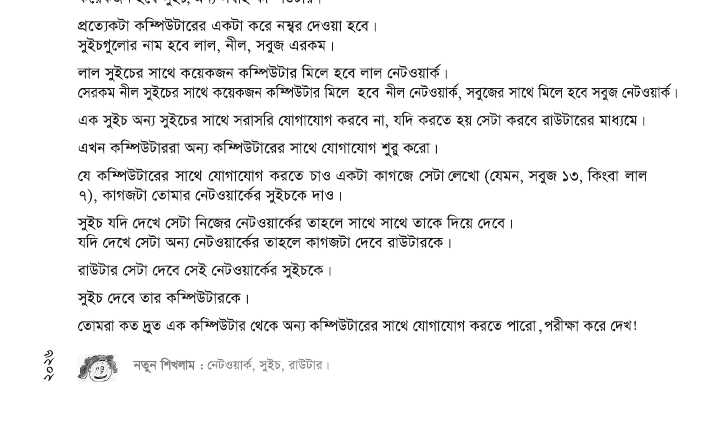 প্রত্যেকটা কম্পিউটারের একটা করে নম্বর দেওয়া হবে।
সুইচগুলোর নাম হবে লাল, নীল, সবুজ এরকম।
লাল সুইচের সাথে কয়েকজন কম্পিউটার মিলে হবে লাল নেটওয়ার্ক।
সেরকম নীল সুইচের সাথে কয়েকজন কম্পিউটার মিলে হবে নীল নেটওয়ার্ক, সবুজের সাথে মিলে হবে সবুজ নেটওয়ার্ক।
এক সুইচ অন্য সুইচের সাথে সরাসরি যোগাযোগ করবে না, যদি করতে হয় সেটা করবে রাউটারের মাধ্যমে।
এখন কম্পিউটাররা অন্য কম্পিউটারের সাথে যোগাযোগ শুরু করো।
যে কম্পিউটারের সাথে যোগাযোগ করতে চাও একটা কাগজে সেটা লেখো (যেমন, সবুজ ১৩, কিংবা লাল
৭), কাগজটা তোমার নেটওয়ার্কের সুইচকে দাও।
সুইচ যদি দেখে সেটা নিজের নেটওয়ার্কের তাহলে সাথে সাথে তাকে দিয়ে দেবে।
যদি দেখে সেটা অন্য নেটওয়ার্কের তাহলে কাগজটা দেবে রাউটারকে।
রাউটার সেটা দেবে সেই নেটওয়ার্কের সুইচকে।
সুইচ দেবে তার কম্পিউটারকে।
তোমরা কত দ্রুত এক কম্পিউটার থেকে অন্য কম্পিউটারের সাথে যোগাযোগ করতে পারো, পরীক্ষা করে দেখ!
২০২৬
নতুন শিখলাম : নেটওয়ার্ক, সুইচ, রাউটার।